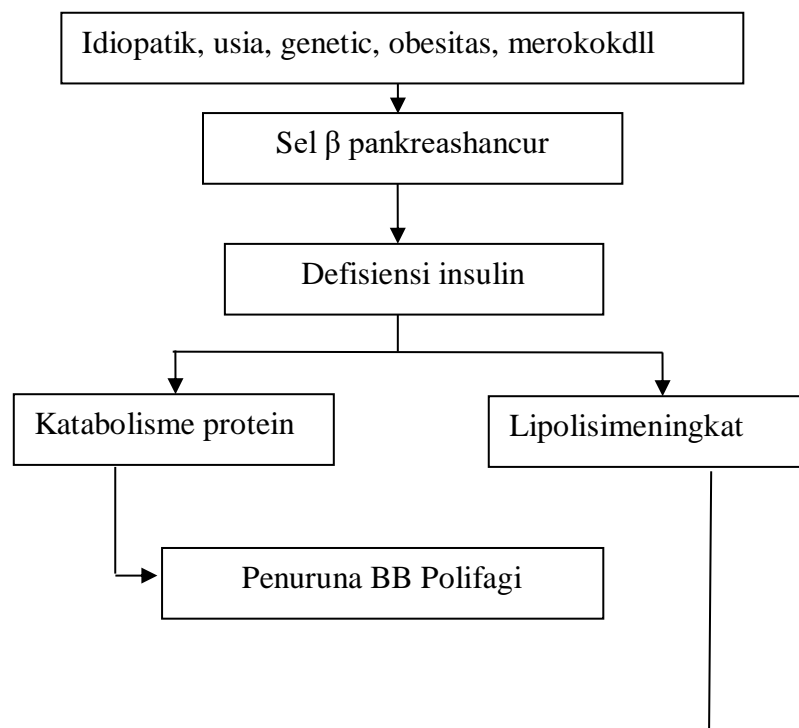 Idiopatik, usia, genetic, obesitas, merokokdll
Sel β pankreashancur
Defisiensi insulin
Katabolisme protein
Lipolisimeningkat
Penuruna BB Polifagi